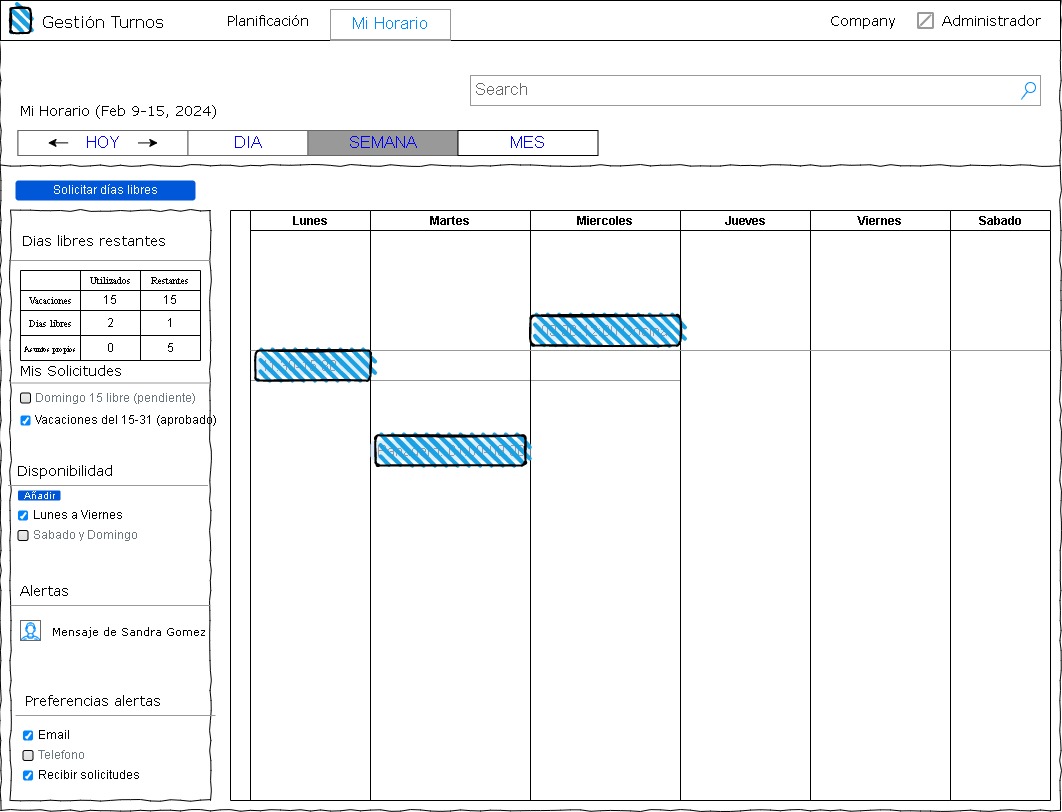 Gestión Turnos Planificación Mi Horario Company Administrador
Search
Mi Horario (Feb 9-15, 2024)
HOY DIA SEMANA MES
Solicitar días libres
Dias libres restantes
Utilizados Restantes
Vacaciones 15 15
Dias libres 2 1
Asuntos propios 0 5
Mis Solicitudes
Domingo 15 libre (pendiente)
Vacaciones del 15-31 (aprobado)
Disponibilidad
Añadir
Lunes a Viernes
Sabado y Domingo
Alertas
Mensaje de Sandra Gomez
Preferencias alertas
Email
Telefono
Recibir solicitudes
Lunes Martes Miercoles Jueves Viernes Sabado